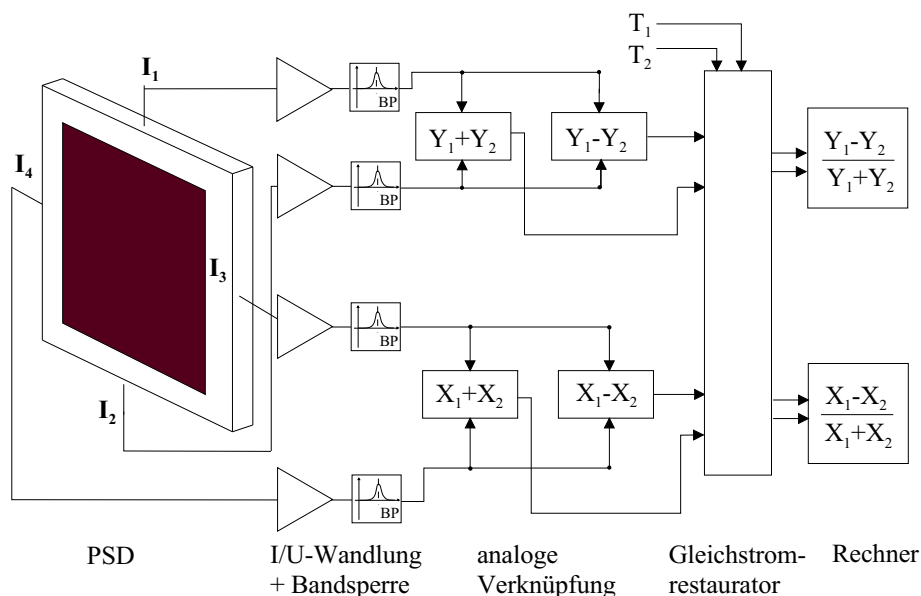 T₁
T₂
I₁
BP
Y₁+Y₂
Y₁-Y₂
Y₁-Y₂
Y₁+Y₂
I₄
BP
I₃
BP
X₁+X₂
X₁-X₂
X₁-X₂
X₁+X₂
I₂
BP
PSD
I/U-Wandlung
+ Bandsperre
analoge
Verknüpfung
Gleichstrom-
restaurator
Rechner